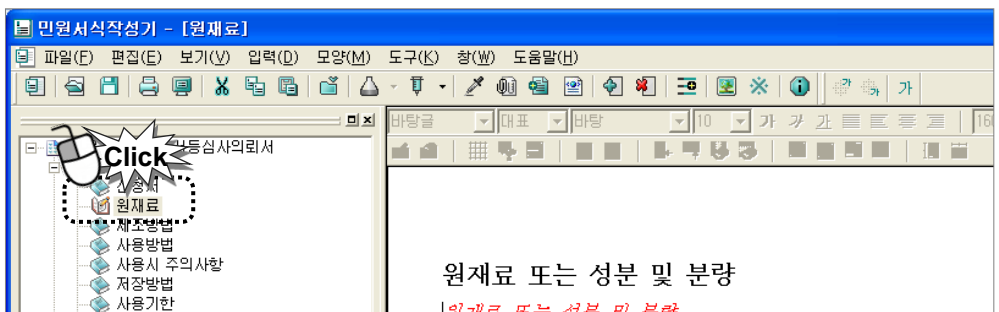 민원서식작성기 - [원재료]
파일(F) 편집(E) 보기(V) 입력(D) 모양(M) 도구(K) 창(W) 도움말(H)
가
바탕글 대표 바탕 10 가 가 가 160
등심사의뢰서
Click
신청서
원재료
제조방법
사용방법
사용시 주의사항
저장방법
사용기한
원재료 또는 성분 및 분량
원재료 또는 성분 및 분량